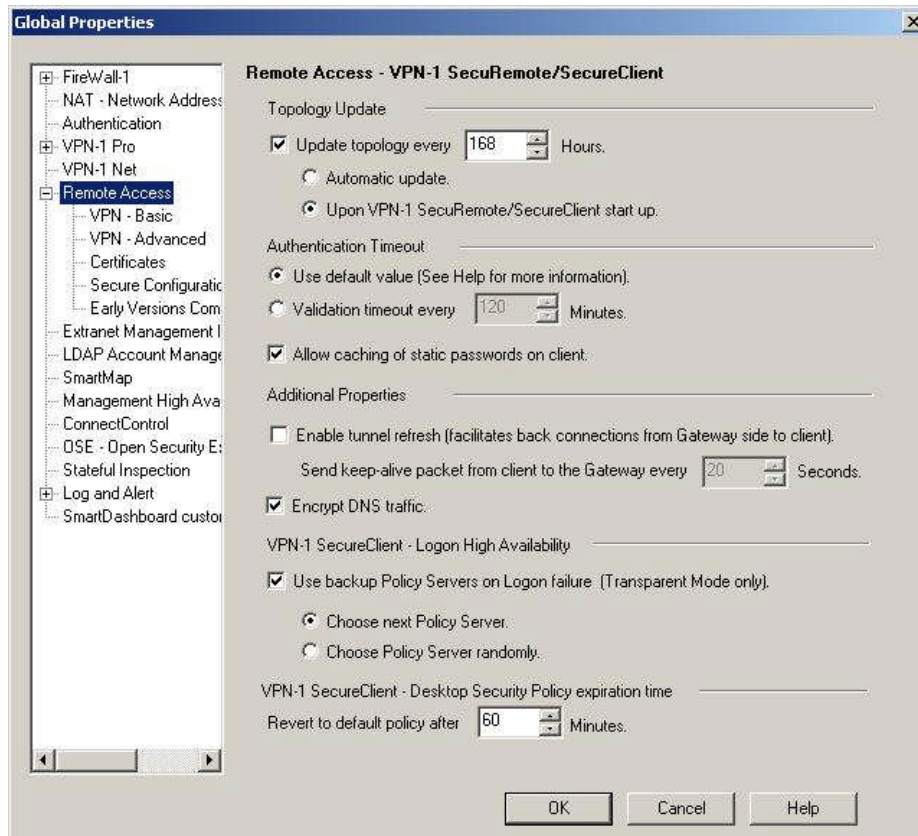 Global Properties
FireWall-1
NAT - Network Address
Authentication
VPN-1 Pro
VPN-1 Net
Remote Access
VPN - Basic
VPN - Advanced
Certificates
Secure Configuratic
Early Versions Com
Extranet Management I
LDAP Account Manage
SmartMap
Management High Ava
ConnectControl
OSE - Open Security E
Stateful Inspection
Log and Alert
SmartDashboard custor
Remote Access - VPN-1 SecuRemote/SecureClient
Topology Update
Update topology every 168 Hours.
Automatic update.
Upon VPN-1 SecuRemote/SecureClient start up.
Authentication Timeout
Use default value (See Help for more information).
Validation timeout every 120 Minutes.
Allow caching of static passwords on client.
Additional Properties
Enable tunnel refresh (facilitates back connections from Gateway side to client).
Send keep-alive packet from client to the Gateway every 20 Seconds.
Encrypt DNS traffic.
VPN-1 SecureClient - Logon High Availability
Use backup Policy Servers on Logon failure (Transparent Mode only).
Choose next Policy Server.
Choose Policy Server randomly.
VPN-1 SecureClient - Desktop Security Policy expiration time
Revert to default policy after 60 Minutes.
OK Cancel Help